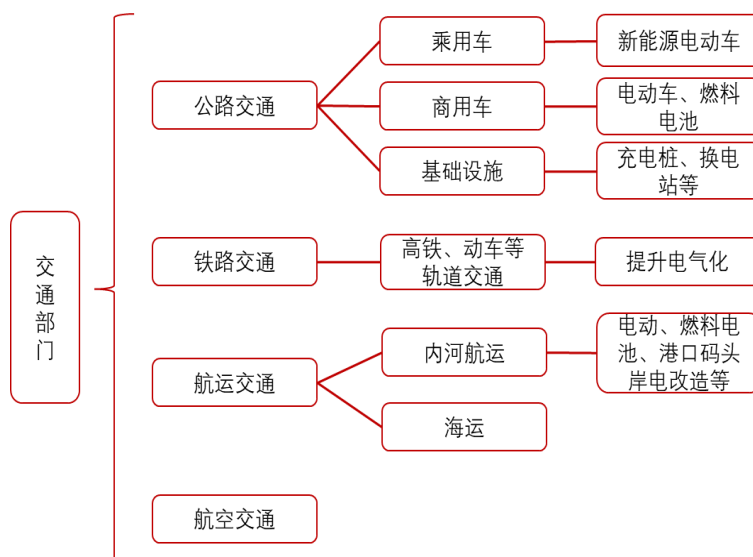 交
通
部
门
公路交通
乘用车
新能源电动车
商用车
电动车、燃料
电池
基础设施
充电桩、换电
站等
铁路交通
高铁、动车等
轨道交通
提升电气化
航运交通
内河航运
电动、燃料电
池、港口码头
岸电改造等
海运
航空交通